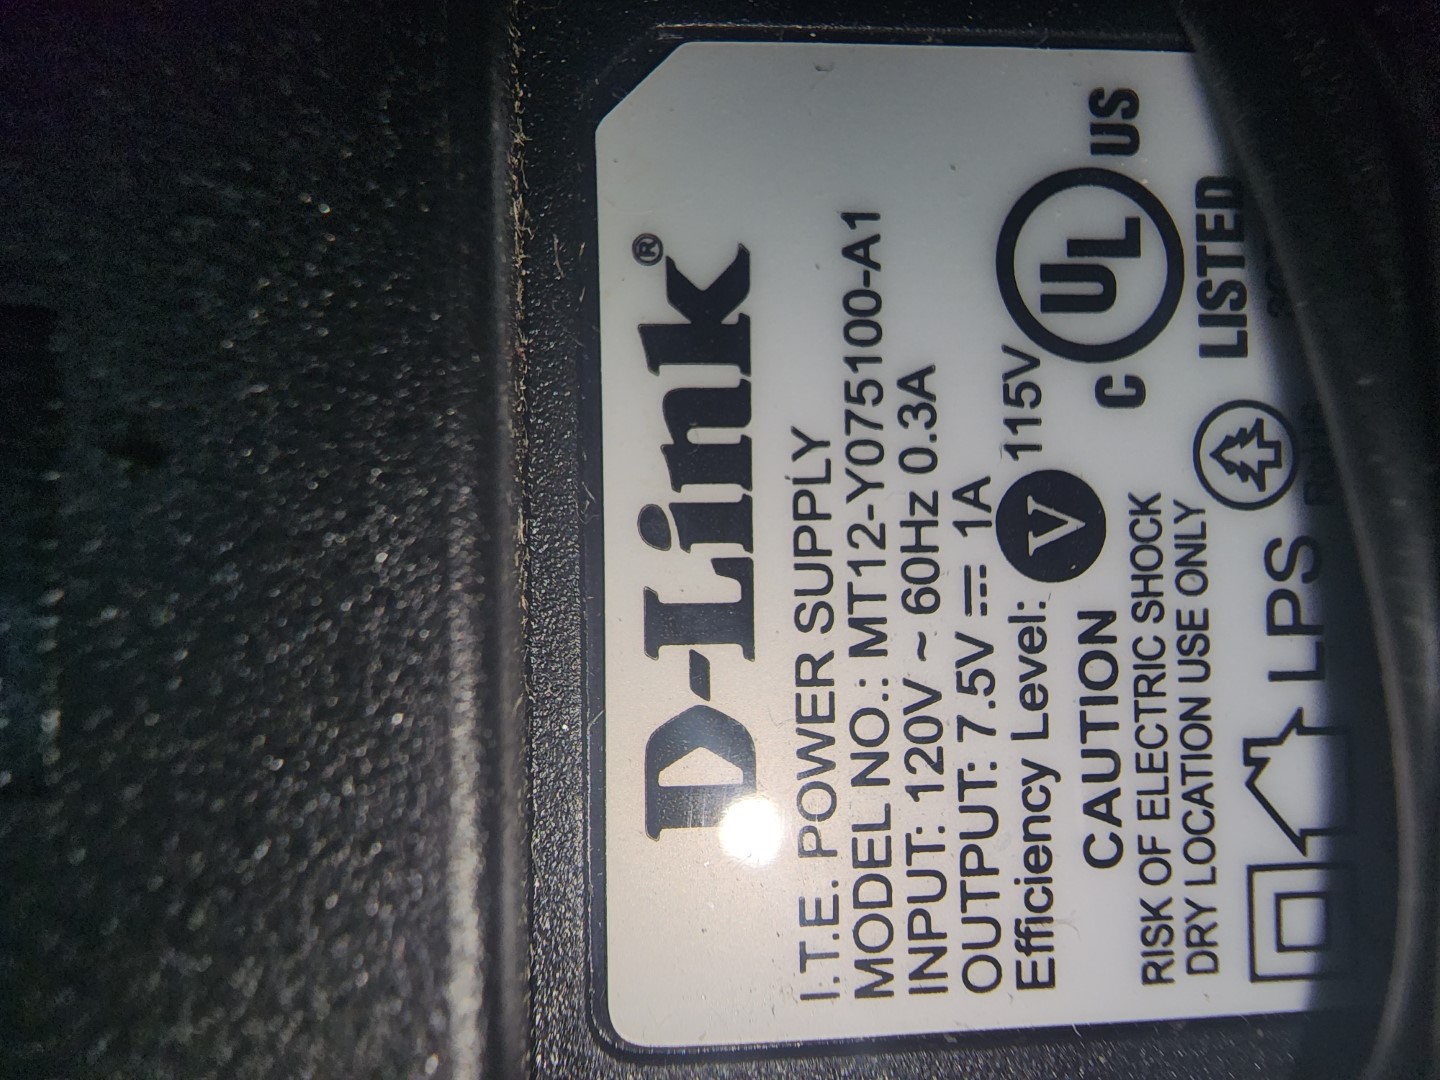 D-Link®
I.T.E. POWER SUPPLY
MODEL NO.: MT12-Y075100-A1
INPUT: 120V ~ 60Hz 0.3A
OUTPUT: 7.5V ⎓ 1A
Efficiency Level: V 115V
CAUTION
RISK OF ELECTRIC SHOCK
DRY LOCATION USE ONLY
C UL US
LISTED
LPS
RoHS